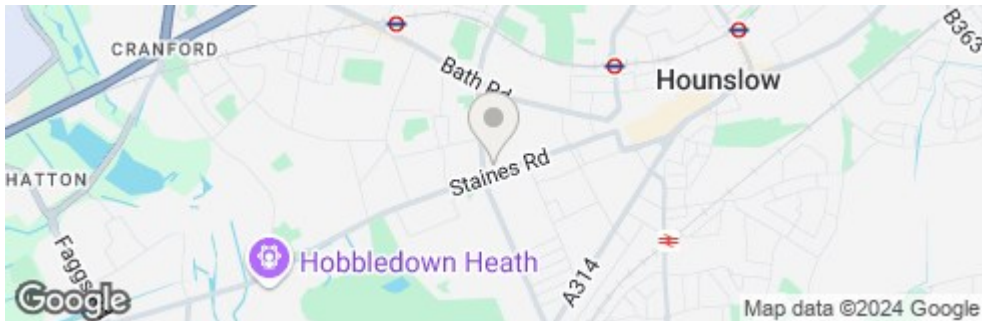 CRANFORD
B363
Bath Rd
Hounslow
HATTON
Staines Rd
Faggs
Hobbledown Heath
A314
Google
Map data ©2024 Google